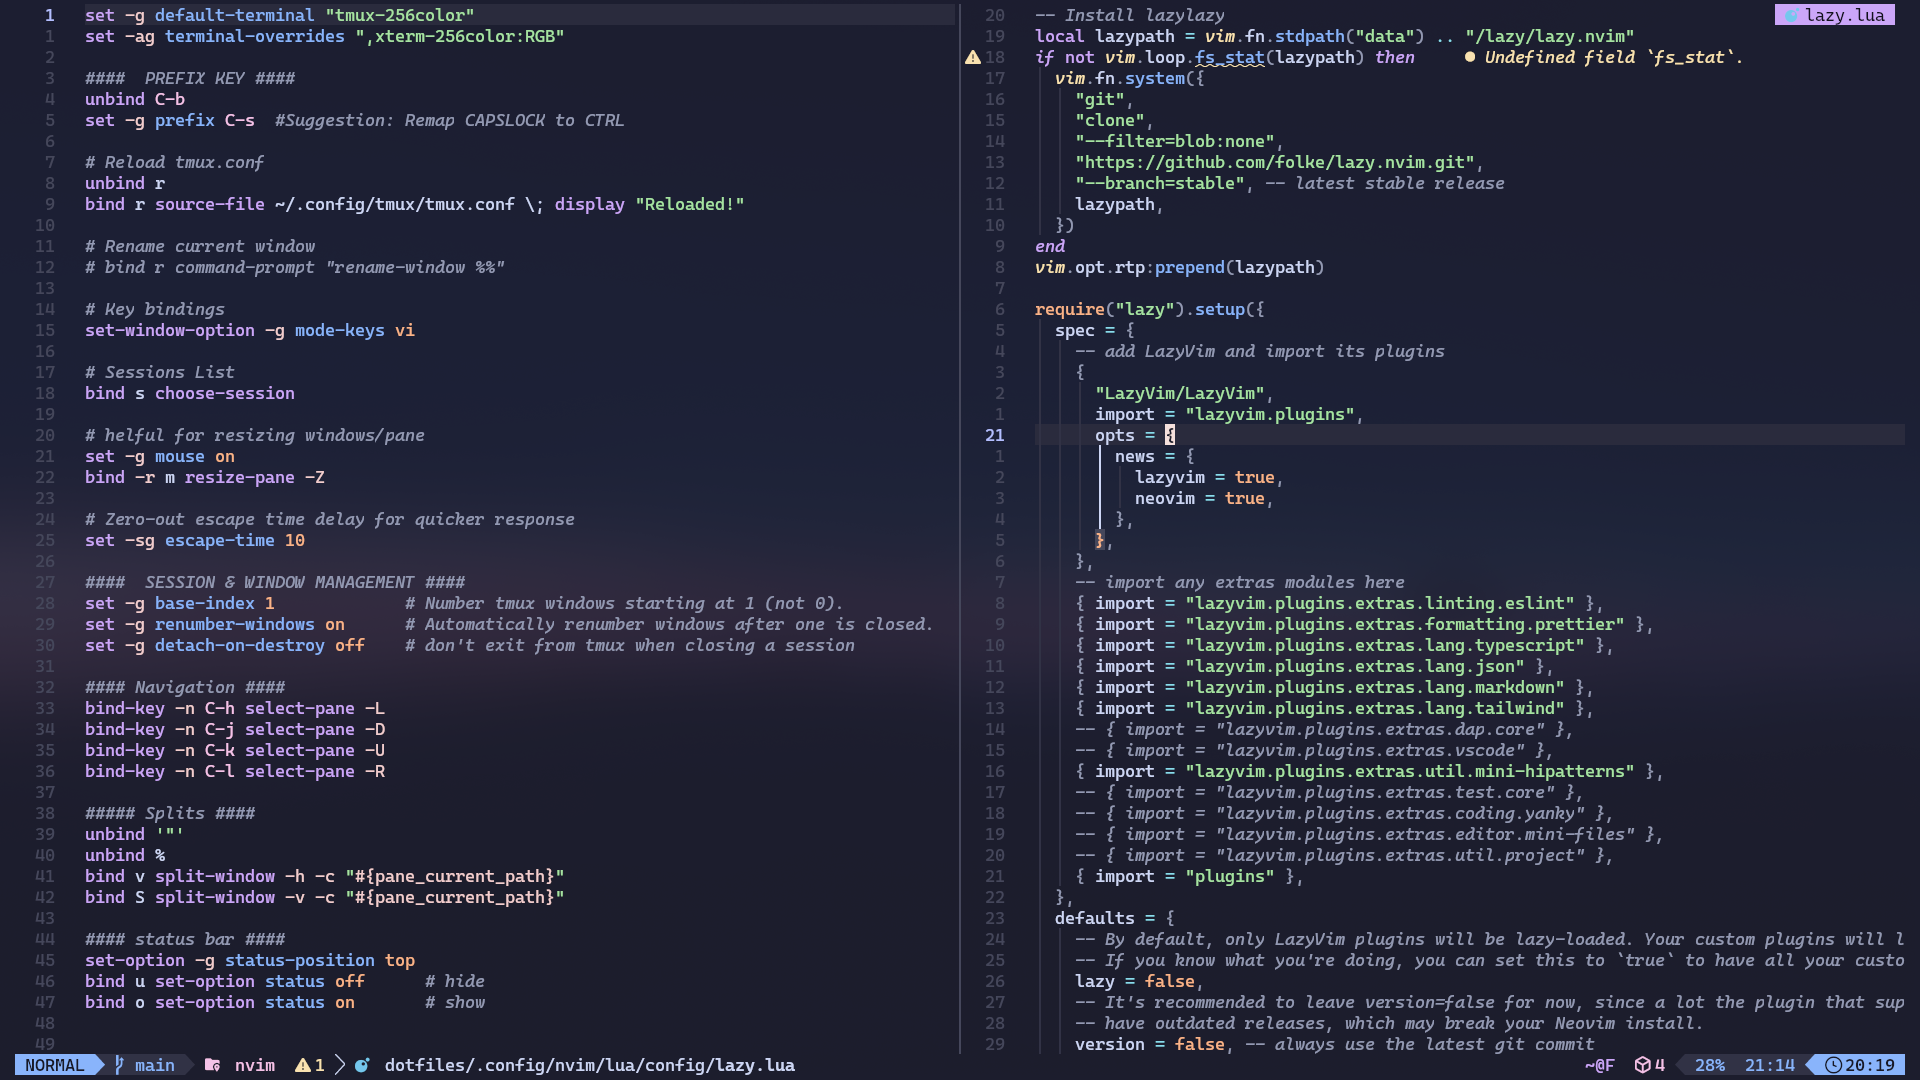 1 set -g default-terminal "tmux-256color"
1 set -ag terminal-overrides ",xterm-256color:RGB"
2
3 #### PREFIX KEY ####
4 unbind C-b
5 set -g prefix C-s #Suggestion: Remap CAPSLOCK to CTRL
6
7 # Reload tmux.conf
8 unbind r
9 bind r source-file ~/.config/tmux/tmux.conf \; display "Reloaded!"
10
11 # Rename current window
12 # bind r command-prompt "rename-window %%"
13
14 # Key bindings
15 set-window-option -g mode-keys vi
16
17 # Sessions List
18 bind s choose-session
19
20 # helful for resizing windows/pane
21 set -g mouse on
22 bind -r m resize-pane -Z
23
24 # Zero-out escape time delay for quicker response
25 set -sg escape-time 10
26
27 #### SESSION & WINDOW MANAGEMENT ####
28 set -g base-index 1 # Number tmux windows starting at 1 (not 0).
29 set -g renumber-windows on # Automatically renumber windows after one is closed.
30 set -g detach-on-destroy off # don't exit from tmux when closing a session
31
32 #### Navigation ####
33 bind-key -n C-h select-pane -L
34 bind-key -n C-j select-pane -D
35 bind-key -n C-k select-pane -U
36 bind-key -n C-l select-pane -R
37
38 ##### Splits ####
39 unbind '"'
40 unbind %
41 bind v split-window -h -c "#{pane_current_path}"
42 bind S split-window -v -c "#{pane_current_path}"
43
44 #### status bar ####
45 set-option -g status-position top
46 bind u set-option status off # hide
47 bind o set-option status on # show
48
49
20 -- Install lazylazy
lazy.lua
19 local lazypath = vim.fn.stdpath("data") .. "/lazy/lazy.nvim"
18 if not vim.loop.fs_stat(lazypath) then ● Undefined field `fs_stat`.
17 vim.fn.system({
16 "git",
15 "clone",
14 "--filter=blob:none",
13 "https://github.com/folke/lazy.nvim.git",
12 "--branch=stable", -- latest stable release
11 lazypath,
10 })
9 end
8 vim.opt.rtp:prepend(lazypath)
7
6 require("lazy").setup({
5 spec = {
4 -- add LazyVim and import its plugins
3 {
2 "LazyVim/LazyVim",
1 import = "lazyvim.plugins",
21 opts = {
1 news = {
2 lazyvim = true,
3 neovim = true,
4 },
5 },
6 },
7 -- import any extras modules here
8 { import = "lazyvim.plugins.extras.linting.eslint" },
9 { import = "lazyvim.plugins.extras.formatting.prettier" },
10 { import = "lazyvim.plugins.extras.lang.typescript" },
11 { import = "lazyvim.plugins.extras.lang.json" },
12 { import = "lazyvim.plugins.extras.lang.markdown" },
13 { import = "lazyvim.plugins.extras.lang.tailwind" },
14 -- { import = "lazyvim.plugins.extras.dap.core" },
15 -- { import = "lazyvim.plugins.extras.vscode" },
16 { import = "lazyvim.plugins.extras.util.mini-hipatterns" },
17 -- { import = "lazyvim.plugins.extras.test.core" },
18 -- { import = "lazyvim.plugins.extras.coding.yanky" },
19 -- { import = "lazyvim.plugins.extras.editor.mini-files" },
20 -- { import = "lazyvim.plugins.extras.util.project" },
21 { import = "plugins" },
22 },
23 defaults = {
24 -- By default, only LazyVim plugins will be lazy-loaded. Your custom plugins will l
25 -- If you know what you're doing, you can set this to `true` to have all your custo
26 lazy = false,
27 -- It's recommended to leave version=false for now, since a lot the plugin that sup
28 -- have outdated releases, which may break your Neovim install.
29 version = false, -- always use the latest git commit
NORMAL main nvim 1 dotfiles/.config/nvim/lua/config/lazy.lua ~@F 4 28% 21:14 20:19